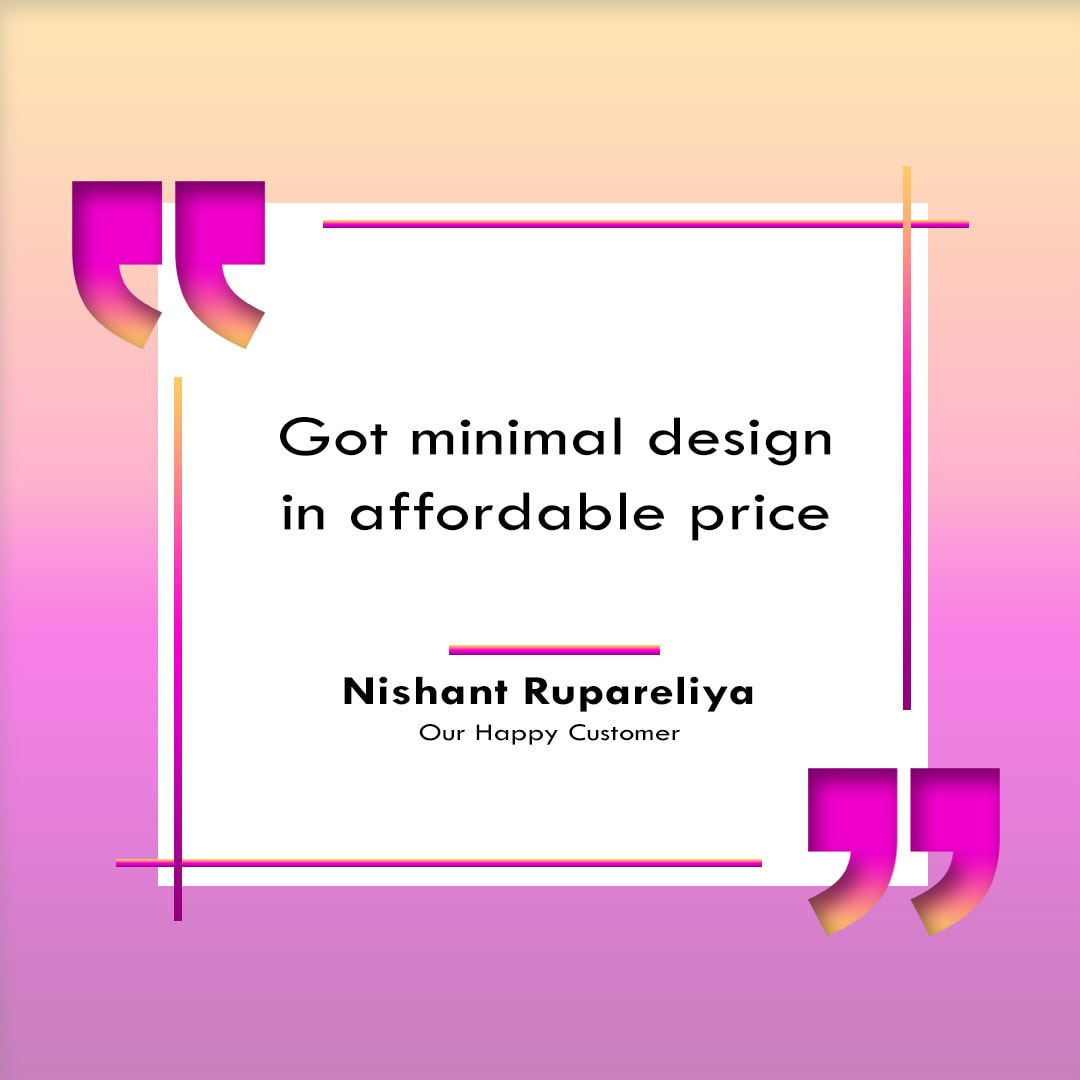 Got minimal design
in affordable price
Nishant Rupareliya
Our Happy Customer